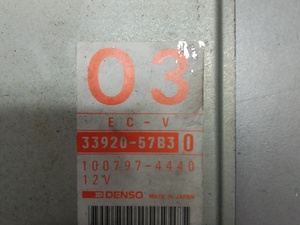 03
EC-V
33920-57B3 0
100797-4440
12V
DENSO MADE IN JAPAN